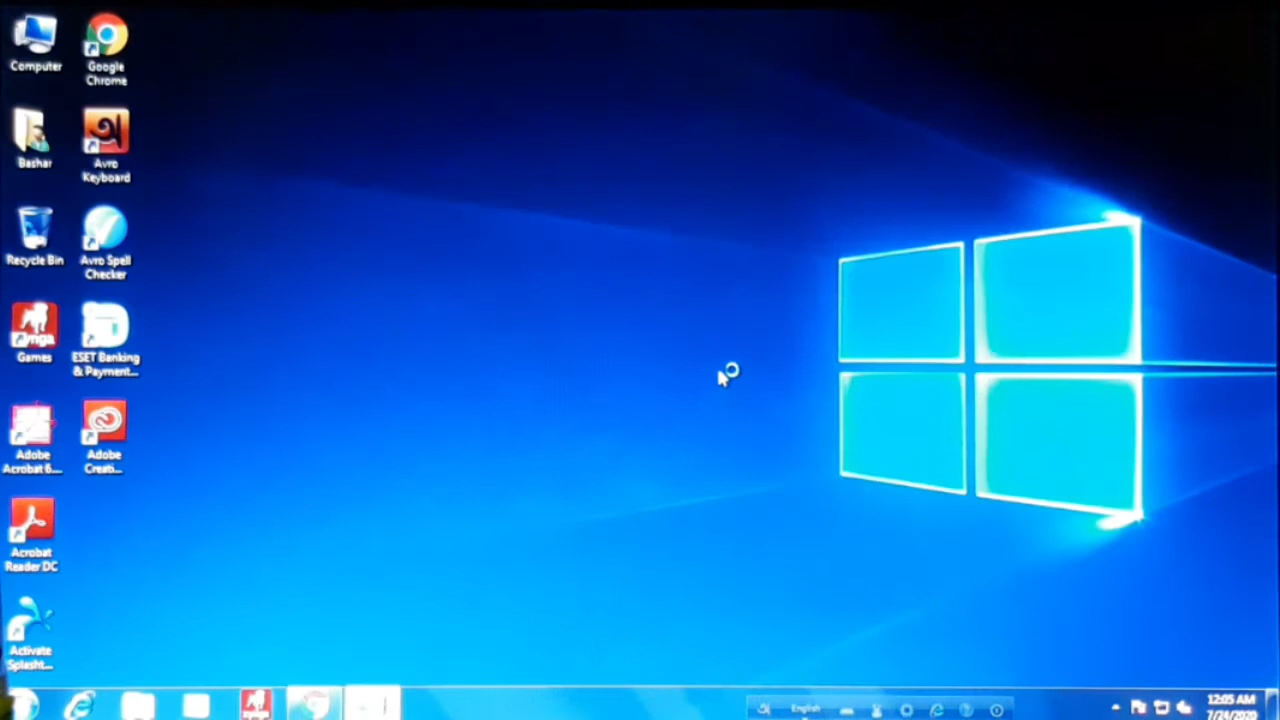 Computer
Google
Chrome
Bashar
Avro
Keyboard
Recycle Bin
Avro Spell
Checker
Games
ESET Banking
& Payment...
Adobe
Acrobat 6....
Adobe
Creati...
Acrobat
Reader DC
Activate
Splasht...
অ
English
12:05 AM